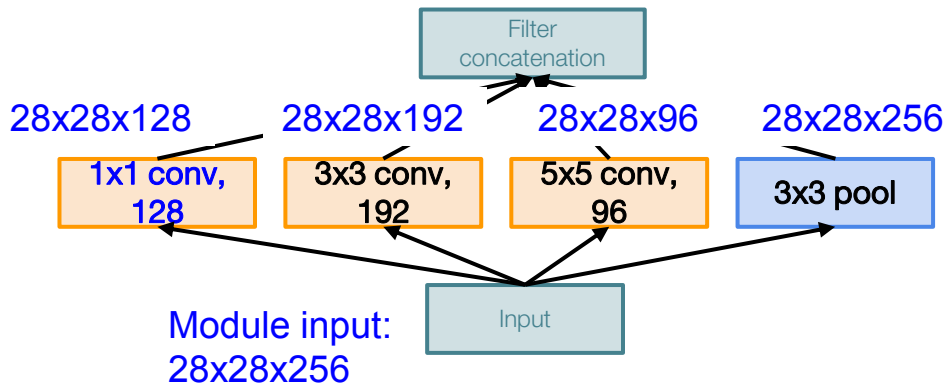 Filter
concatenation
28x28x128
28x28x192
28x28x96
28x28x256
1x1 conv,
128
3x3 conv,
192
5x5 conv,
96
3x3 pool
Input
Module input:
28x28x256